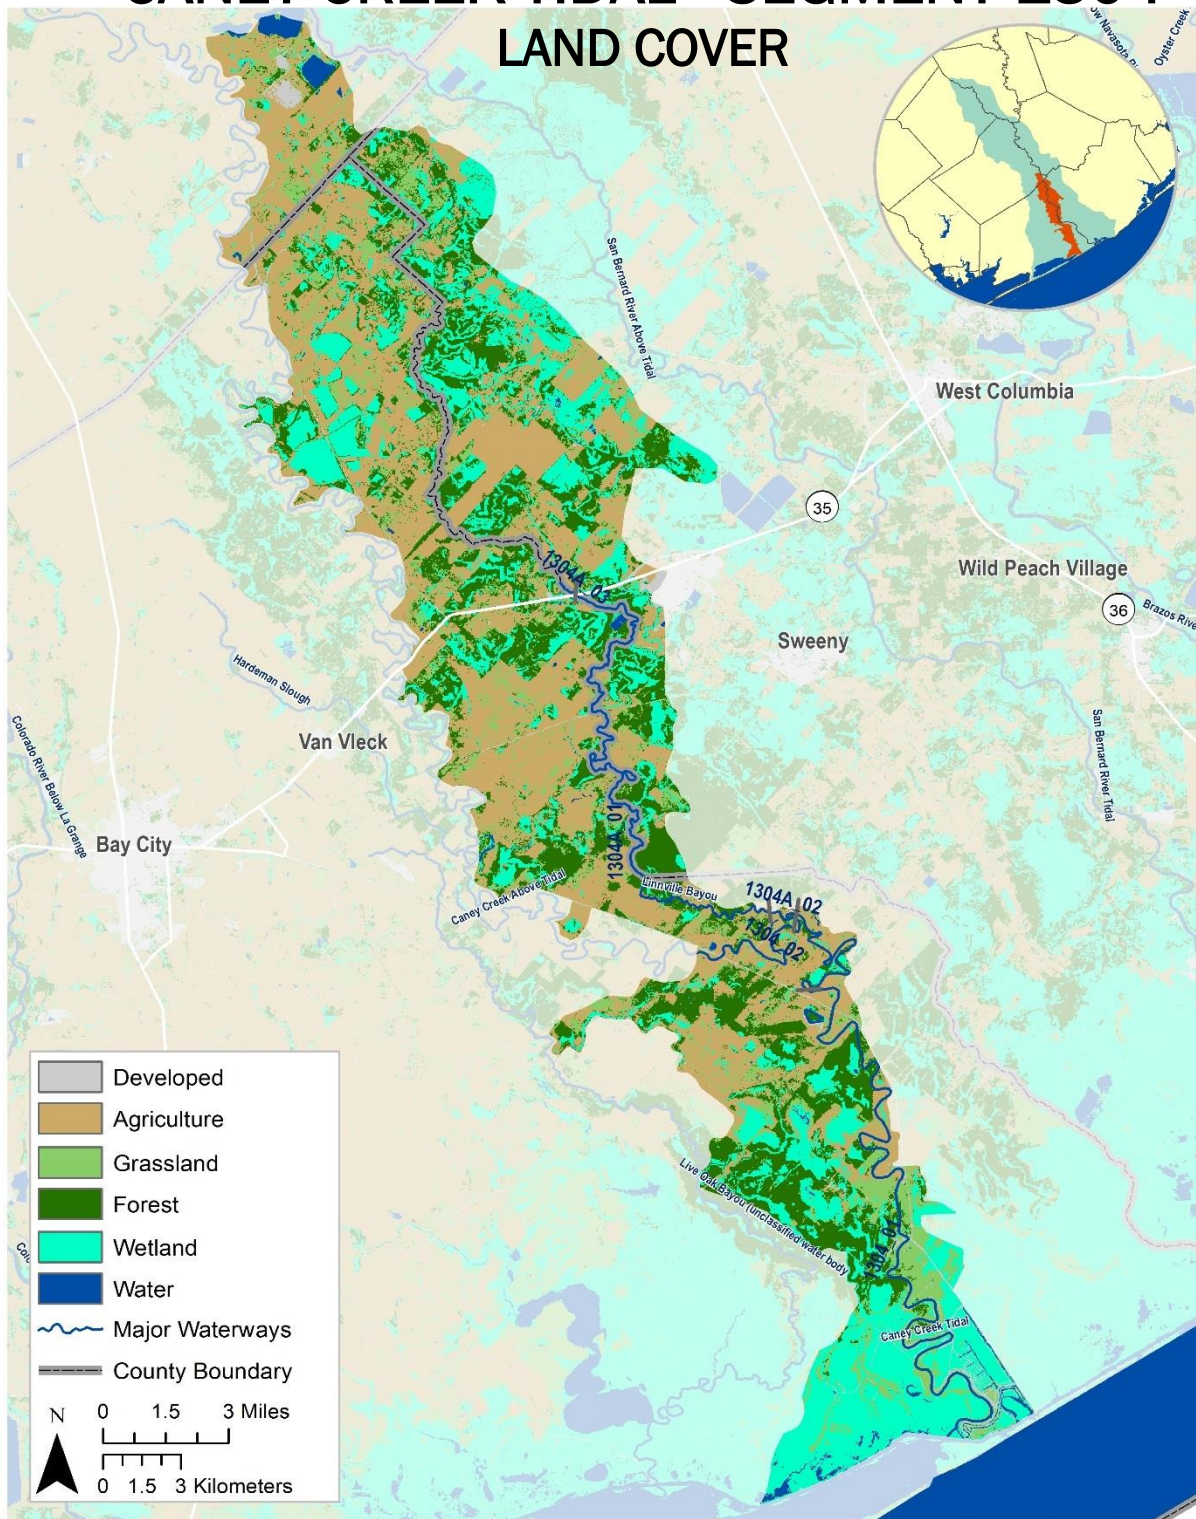 LAND COVER
Oyster Creek
San Bernard River Above Tidal
West Columbia
35
Wild Peach Village
36
1304A_03
Sweeny
Hardeman Slough
Van Vleck
Colorado River Below La Grange
San Bernard River Tidal
Bay City
1304A_01
Caney Creek Above Tidal
Linnville Bayou
1304A_02
1304_02
Live Oak Bayou (unclassified water body
1304_01
Caney Creek Tidal
Developed
Agriculture
Grassland
Forest
Wetland
Water
Major Waterways
County Boundary
N
0 1.5 3 Miles
0 1.5 3 Kilometers